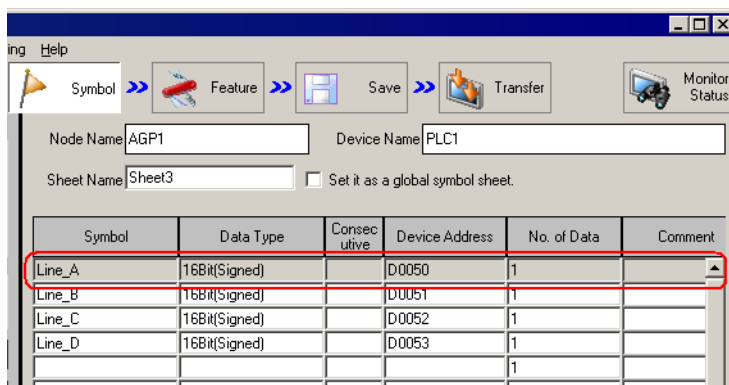 ing Help
Symbol Feature Save Transfer Monitor Status
Node Name AGP1 Device Name PLC1
Sheet Name Sheet3 Set it as a global symbol sheet.
Symbol Data Type Consec utive Device Address No. of Data Comment
Line_A 16Bit(Signed) D0050 1
Line_B 16Bit(Signed) D0051 1
Line_C 16Bit(Signed) D0052 1
Line_D 16Bit(Signed) D0053 1
1